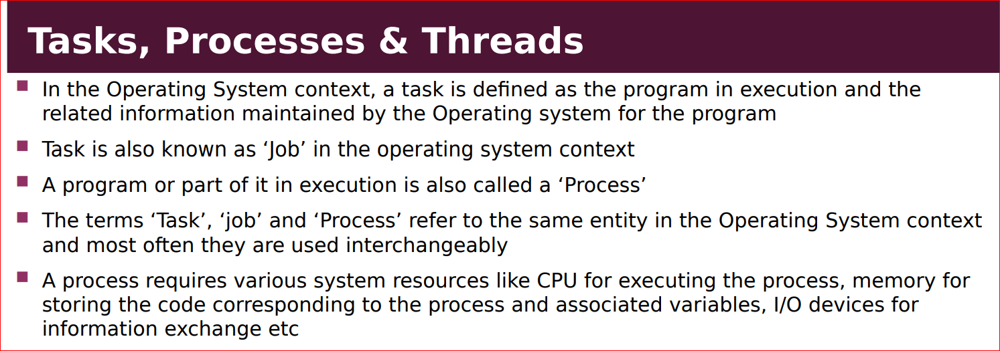 Tasks, Processes & Threads
In the Operating System context, a task is defined as the program in execution and the
related information maintained by the Operating system for the program
Task is also known as ‘Job’ in the operating system context
A program or part of it in execution is also called a ‘Process’
The terms ‘Task’, ‘job’ and ‘Process’ refer to the same entity in the Operating System context
and most often they are used interchangeably
A process requires various system resources like CPU for executing the process, memory for
storing the code corresponding to the process and associated variables, I/O devices for
information exchange etc